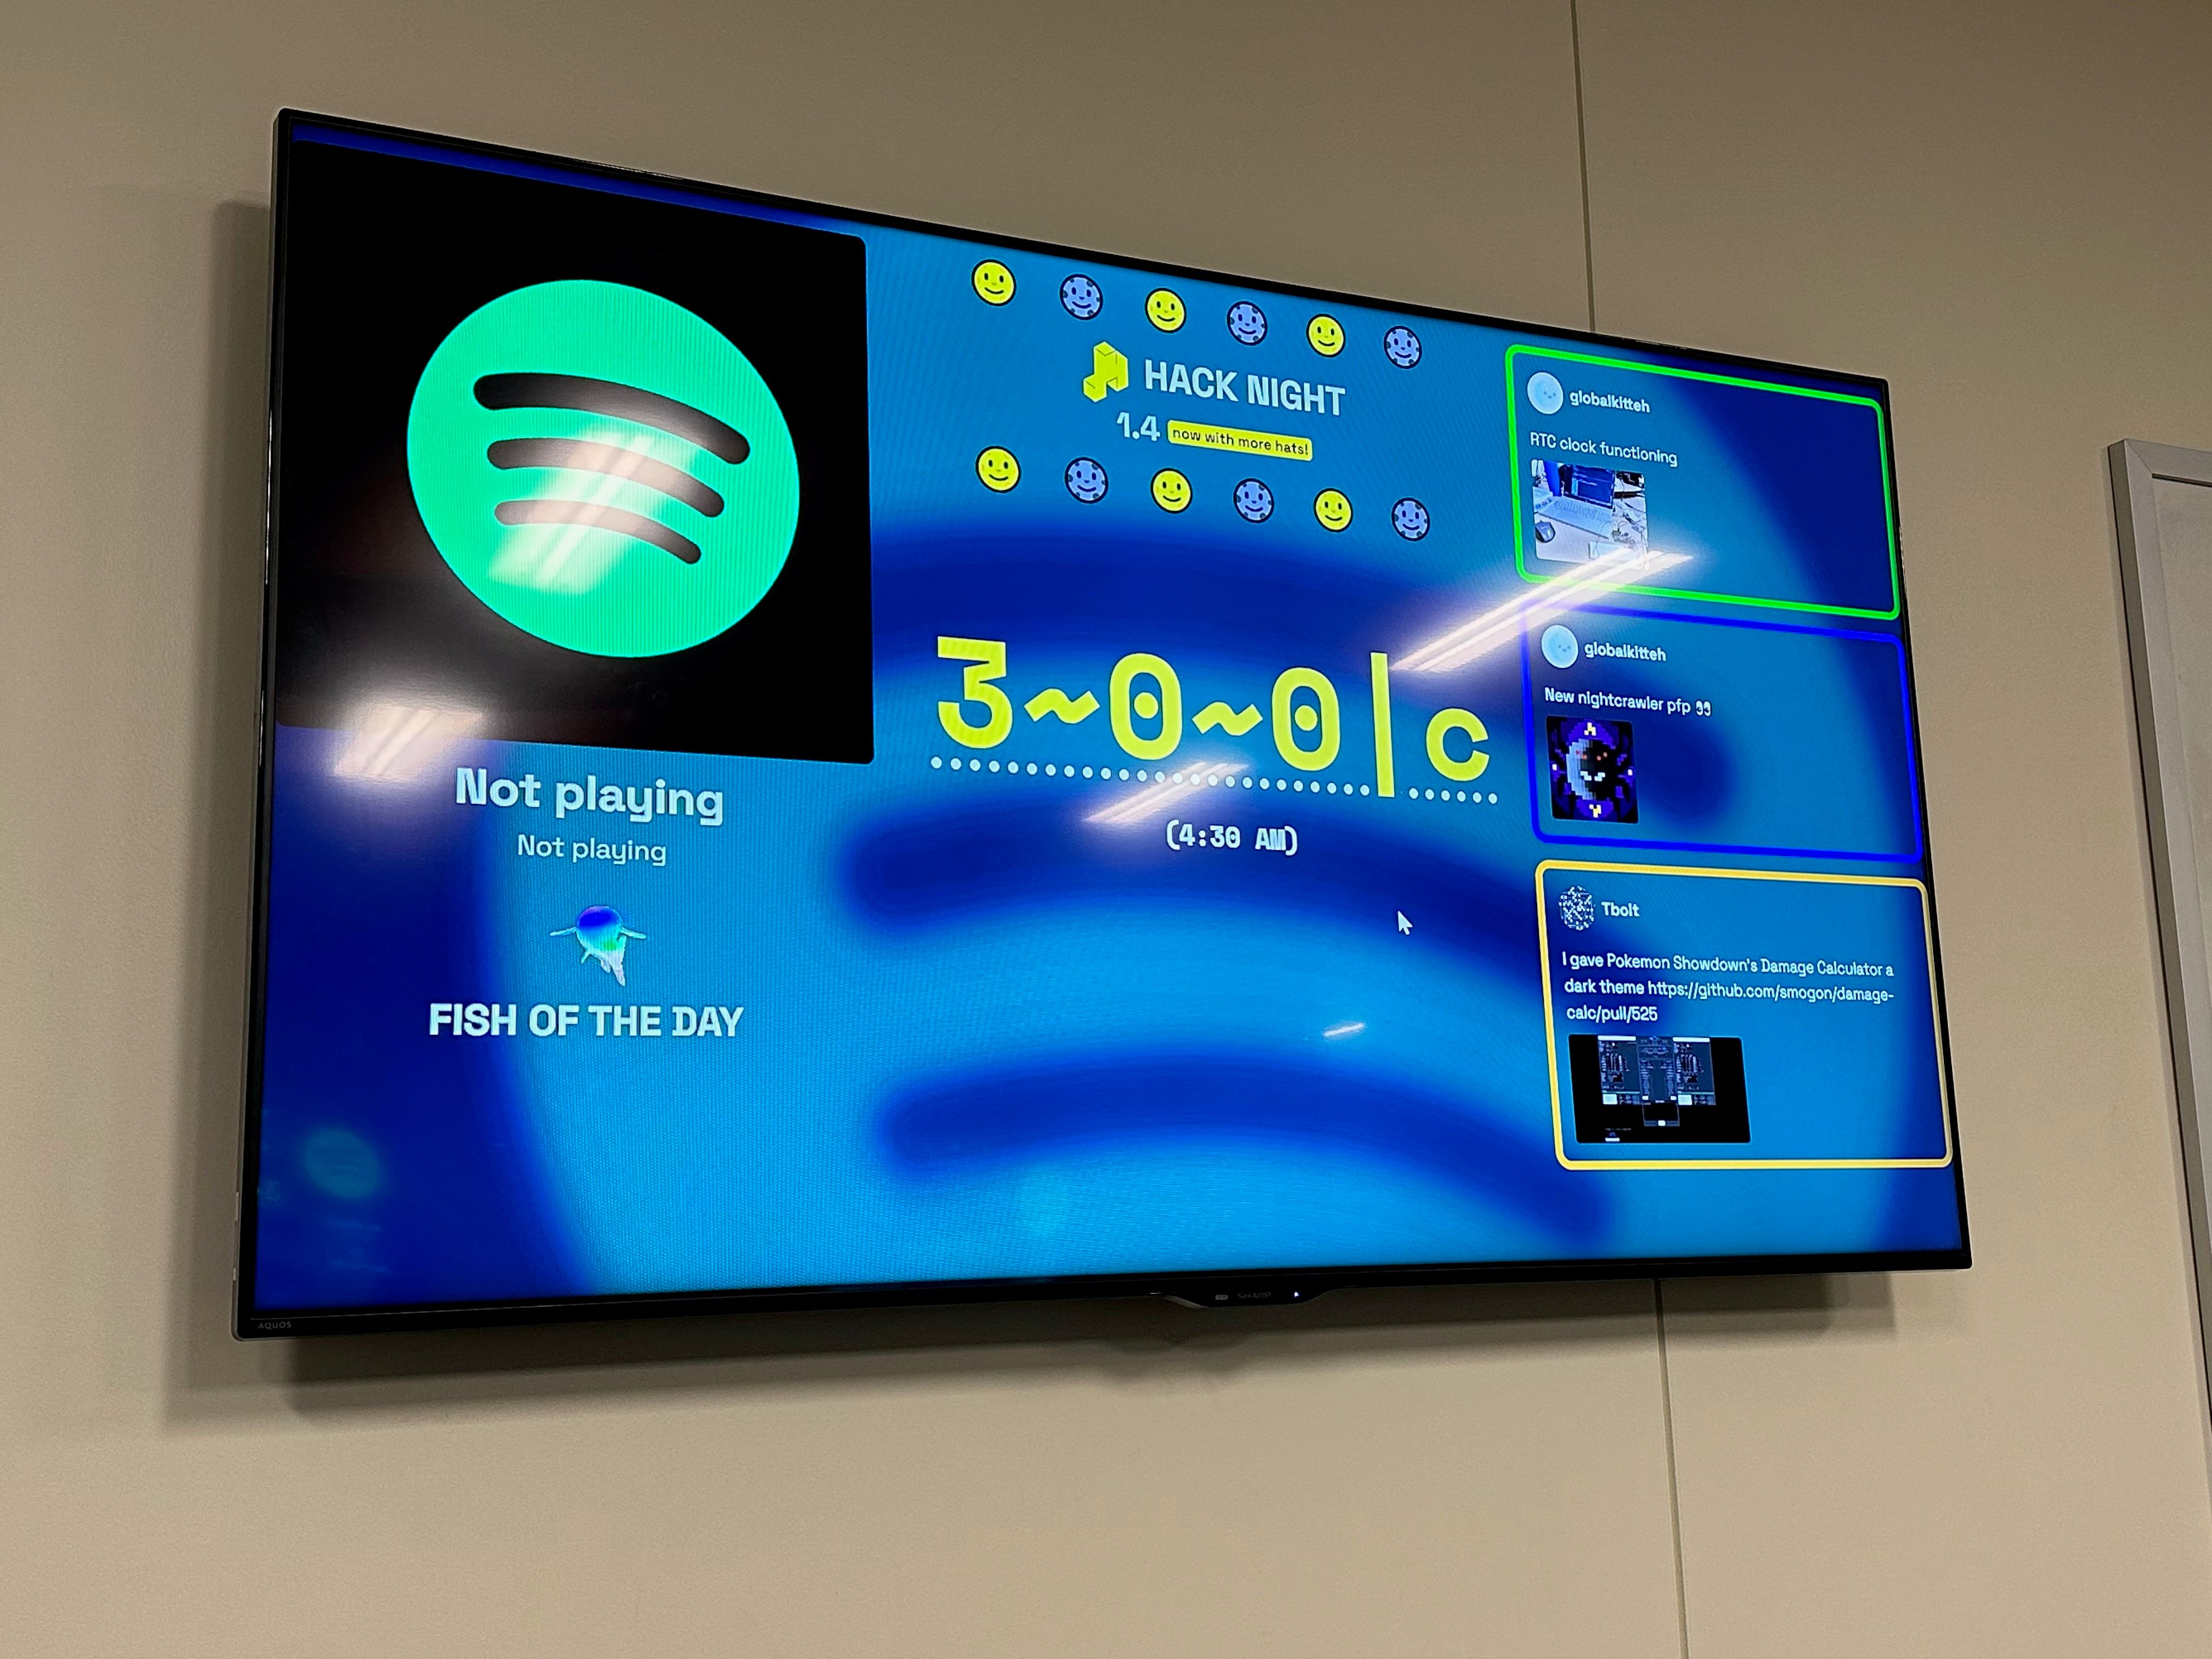 Not playing
Not playing
FISH OF THE DAY
HACK NIGHT
1.4 now with more hats!
3~0~0|c
(4:30 AM)
globalkitteh
RTC clock functioning
globalkitteh
New nightcrawler pfp 👀
Tbolt
I gave Pokemon Showdown's Damage Calculator a
dark theme https://github.com/smogon/damage-
calc/pull/525
AQUOS
SHARP